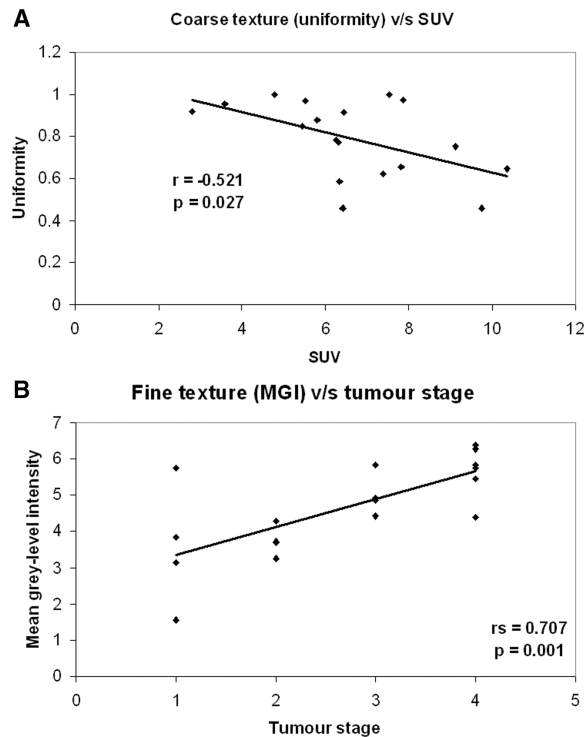 A
Coarse texture (uniformity) v/s SUV
1.2
1
0.8
0.6
0.4
0.2
0
Uniformity
r = -0.521
p = 0.027
0 2 4 6 8 10 12
SUV
B
Fine texture (MGI) v/s tumour stage
7
6
5
4
3
2
1
0
Mean grey-level intensity
rs = 0.707
p = 0.001
0 1 2 3 4 5
Tumour stage